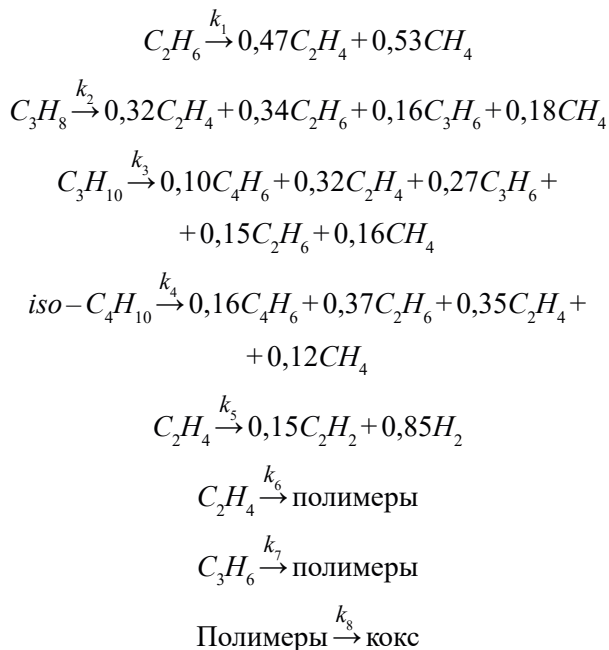 C₂H₆ →k₁ 0,47C₂H₄ + 0,53CH₄
C₃H₈ →k₂ 0,32C₂H₄ + 0,34C₂H₆ + 0,16C₃H₆ + 0,18CH₄
C₃H₁₀ →k₃ 0,10C₄H₆ + 0,32C₂H₄ + 0,27C₃H₆ +
+ 0,15C₂H₆ + 0,16CH₄
iso – C₄H₁₀ →k₄ 0,16C₄H₆ + 0,37C₂H₆ + 0,35C₂H₄ +
+ 0,12CH₄
C₂H₄ →k₅ 0,15C₂H₂ + 0,85H₂
C₂H₄ →k₆ полимеры
C₃H₆ →k₇ полимеры
Полимеры →k₈ кокс